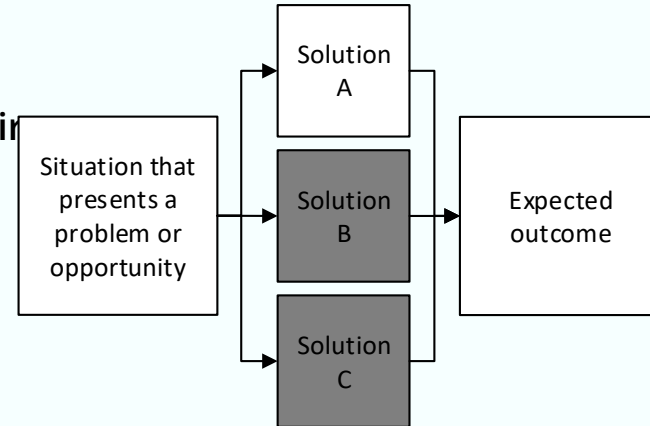 Situation that
presents a
problem or
opportunity
Solution
A
Solution
B
Solution
C
Expected
outcome